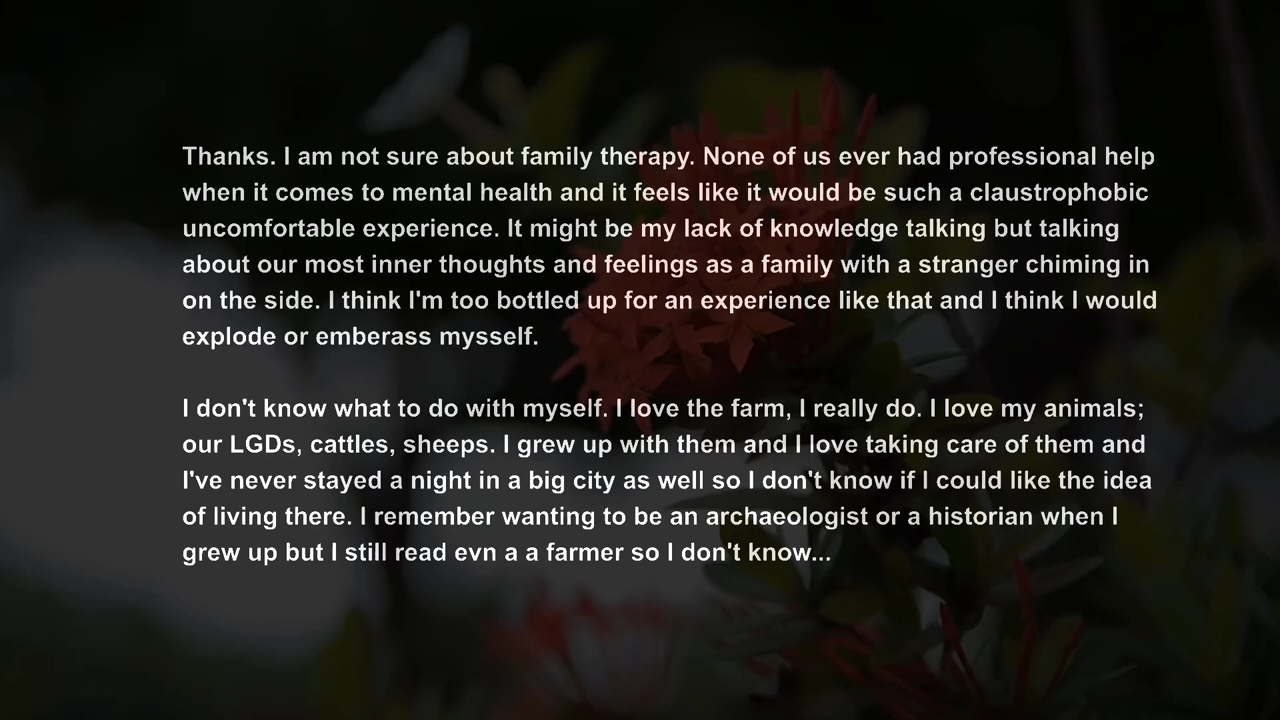 Thanks. I am not sure about family therapy. None of us ever had professional help
when it comes to mental health and it feels like it would be such a claustrophobic
uncomfortable experience. It might be my lack of knowledge talking but talking
about our most inner thoughts and feelings as a family with a stranger chiming in
on the side. I think I'm too bottled up for an experience like that and I think I would
explode or emberass mysself.
I don't know what to do with myself. I love the farm, I really do. I love my animals;
our LGDs, cattles, sheeps. I grew up with them and I love taking care of them and
I've never stayed a night in a big city as well so I don't know if I could like the idea
of living there. I remember wanting to be an archaeologist or a historian when I
grew up but I still read evn a a farmer so I don't know...